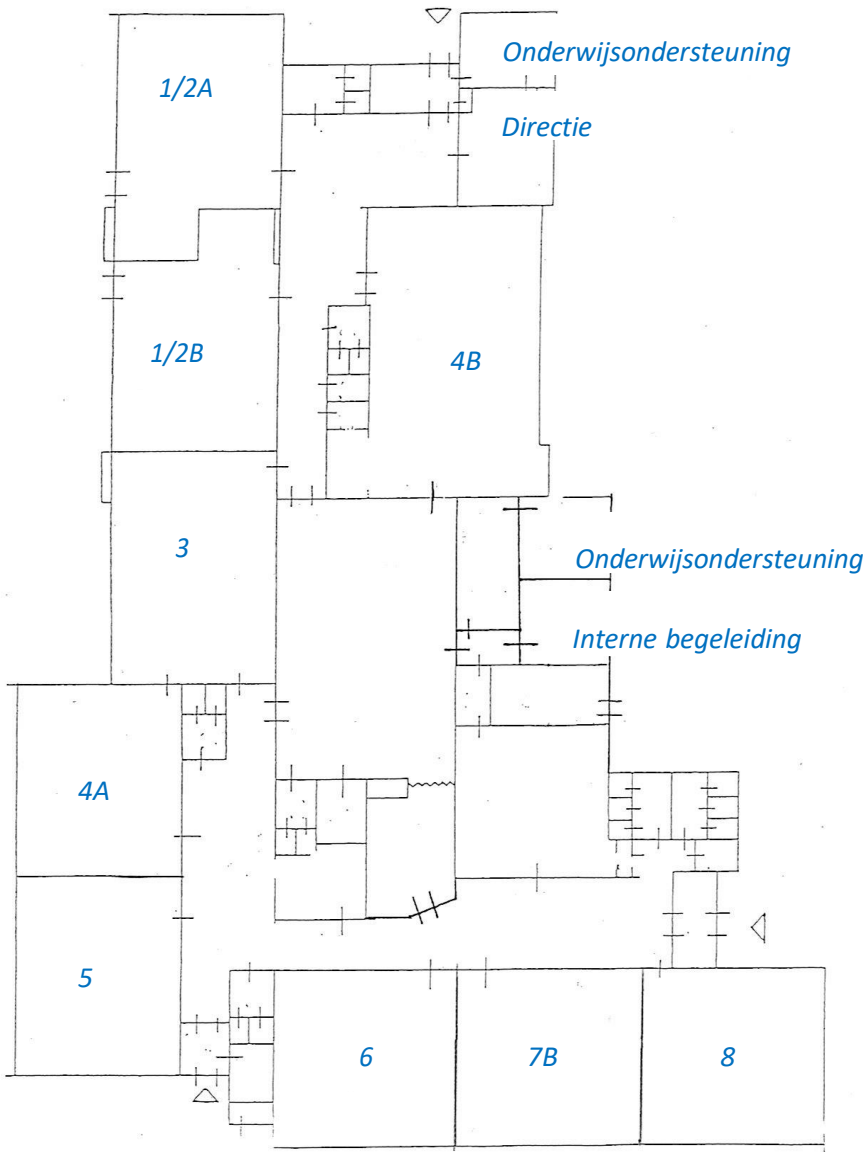 Onderwijsondersteuning
1/2A
Directie
1/2B
4B
3
Onderwijsondersteuning
Interne begeleiding
4A
5
6
7B
8